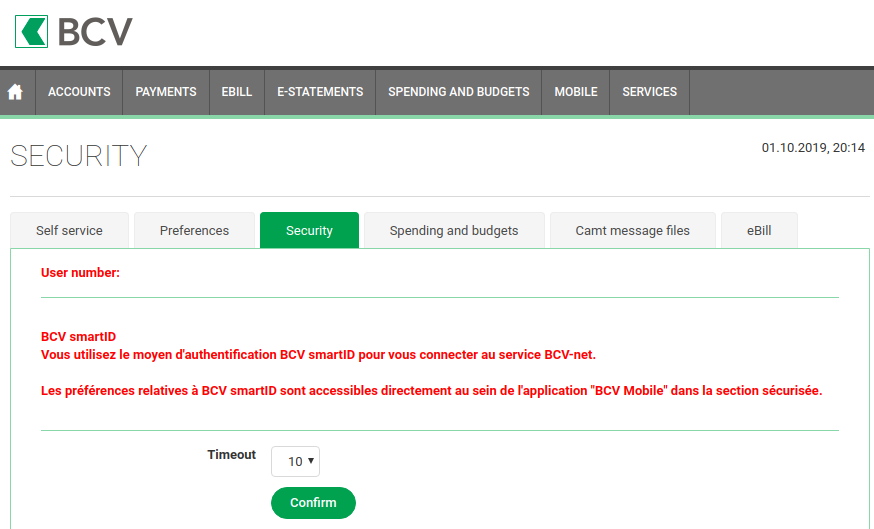 BCV
ACCOUNTS PAYMENTS EBILL E-STATEMENTS SPENDING AND BUDGETS MOBILE SERVICES
SECURITY
01.10.2019, 20:14
Self service Preferences Security Spending and budgets Camt message files eBill
User number:
BCV smartID
Vous utilisez le moyen d'authentification BCV smartID pour vous connecter au service BCV-net.
Les préférences relatives à BCV smartID sont accessibles directement au sein de l'application "BCV Mobile" dans la section sécurisée.
Timeout 10
Confirm